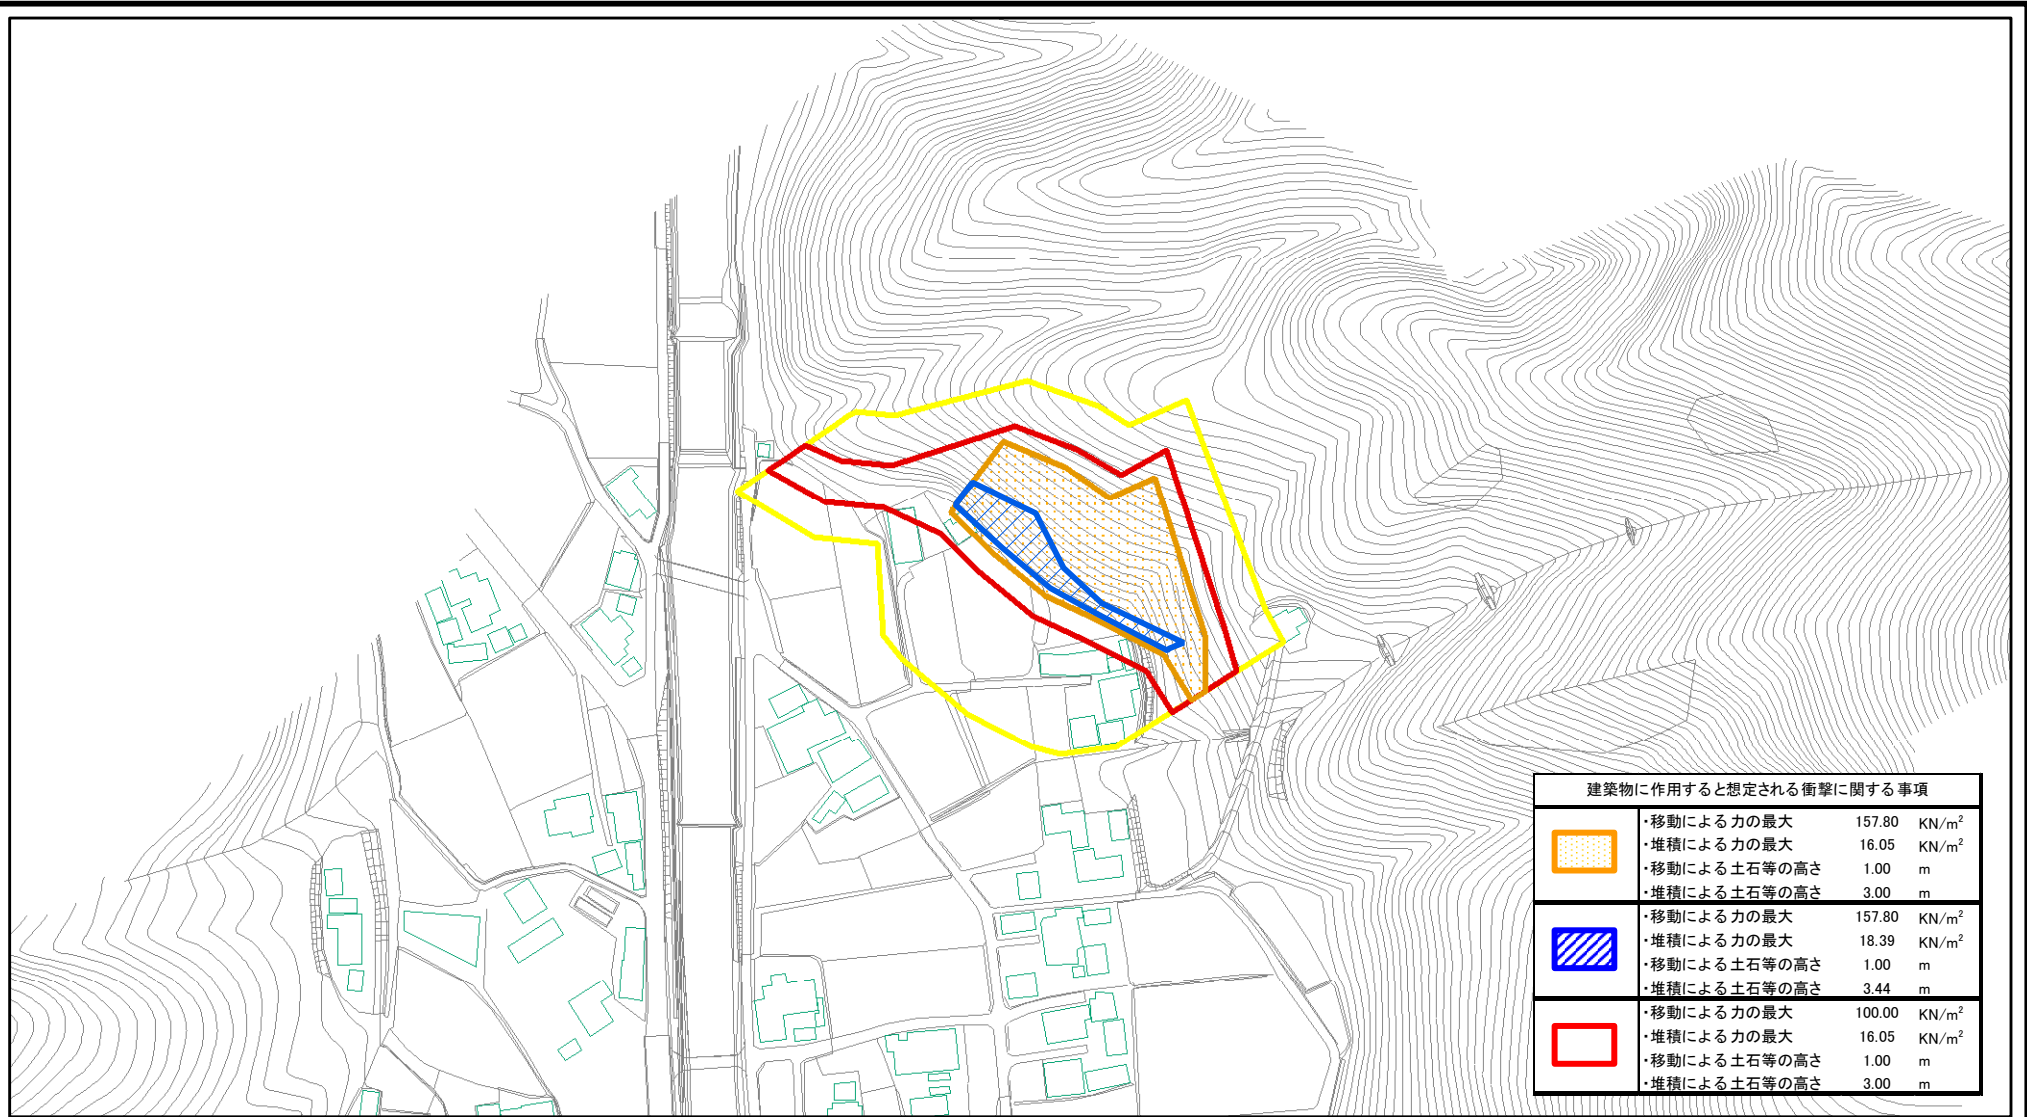 建築物に作用すると想定される衝撃に関する事項
・移動による力の最大 157.80 KN/m²
・堆積による力の最大 16.05 KN/m²
・移動による土石等の高さ 1.00 m
・堆積による土石等の高さ 3.00 m
・移動による力の最大 157.80 KN/m²
・堆積による力の最大 18.39 KN/m²
・移動による土石等の高さ 1.00 m
・堆積による土石等の高さ 3.44 m
・移動による力の最大 100.00 KN/m²
・堆積による力の最大 16.05 KN/m²
・移動による土石等の高さ 1.00 m
・堆積による土石等の高さ 3.00 m